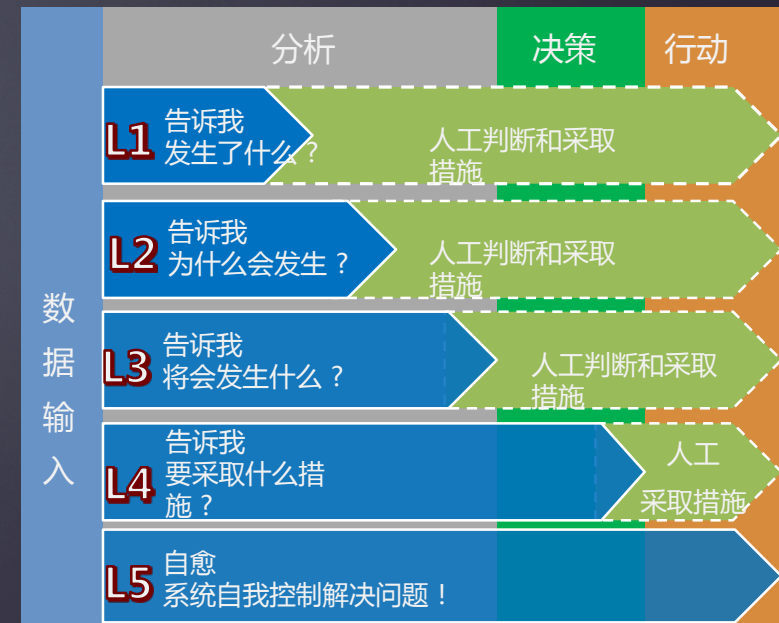 分析
决策
行动
数
据
输
入
L1
告诉我
发生了什么？
人工判断和采取
措施
L2
告诉我
为什么会发生？
人工判断和采取
措施
L3
告诉我
将会发生什么？
人工判断和采取
措施
L4
告诉我
要采取什么措
施？
人工
采取措施
L5
自愈
系统自我控制解决问题！